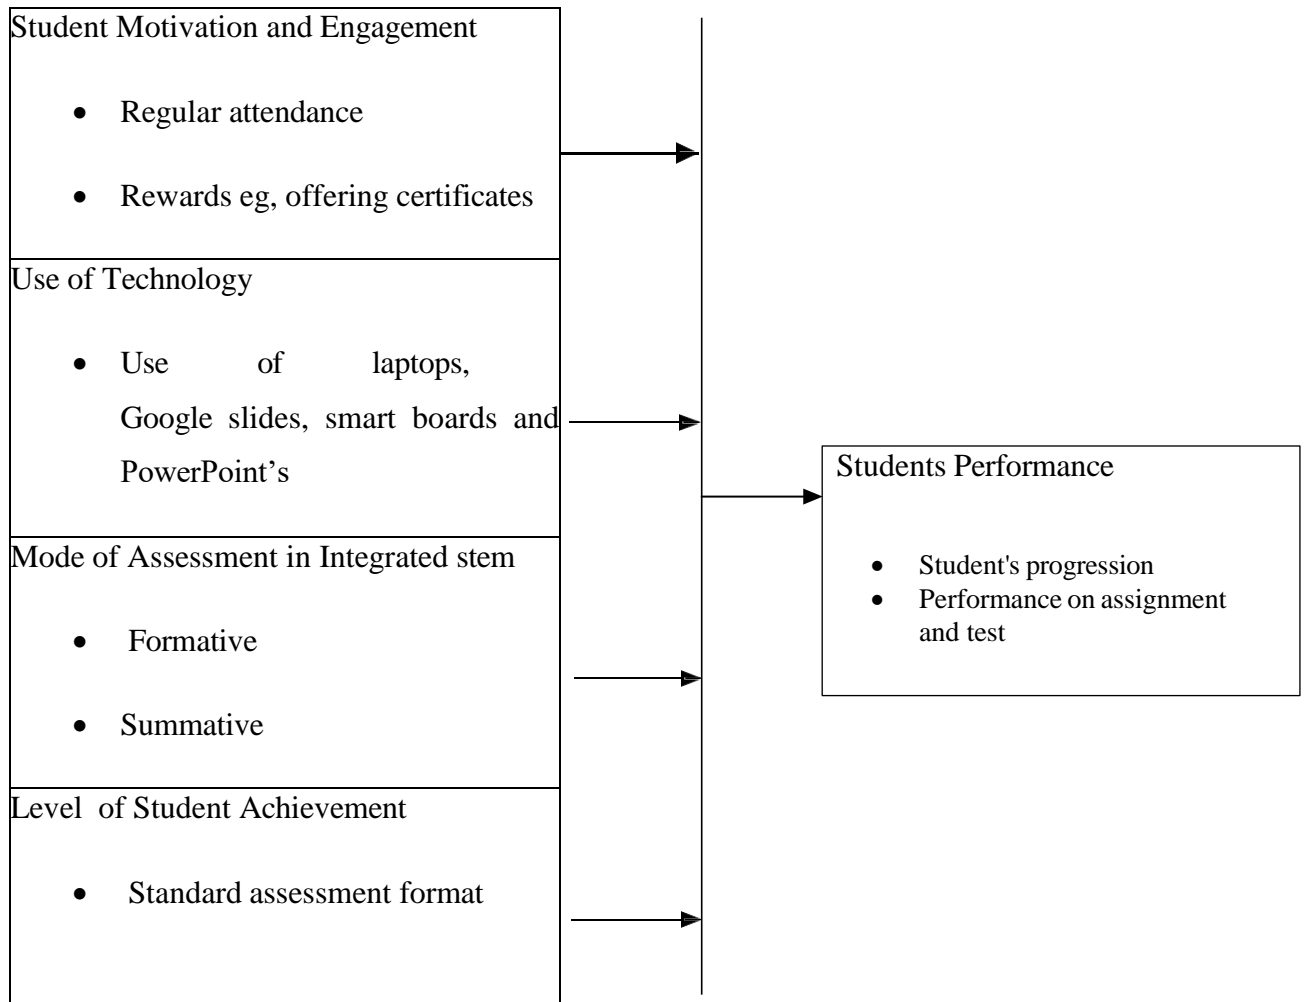 Student Motivation and Engagement
• Regular attendance
• Rewards eg, offering certificates
Use of Technology
• Use of laptops,
Google slides, smart boards and
PowerPoint’s
Mode of Assessment in Integrated stem
• Formative
• Summative
Level of Student Achievement
• Standard assessment format
Students Performance
• Student's progression
• Performance on assignment
and test